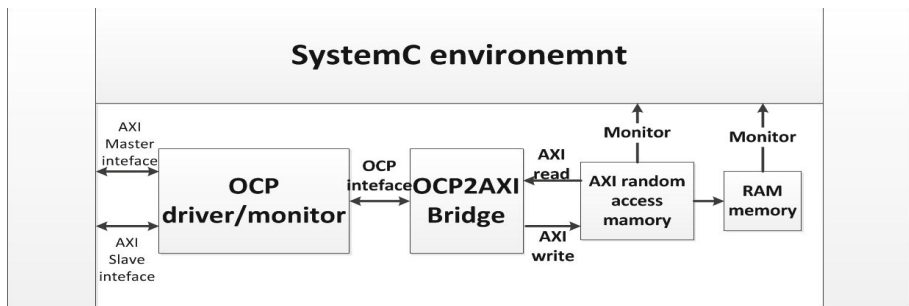 SystemC environemnt
AXI
Master
inteface
OCP
driver/monitor
AXI
Slave
inteface
OCP
inteface
OCP2AXI
Bridge
AXI
read
AXI
write
Monitor
AXI random
access
mamory
Monitor
RAM
memory